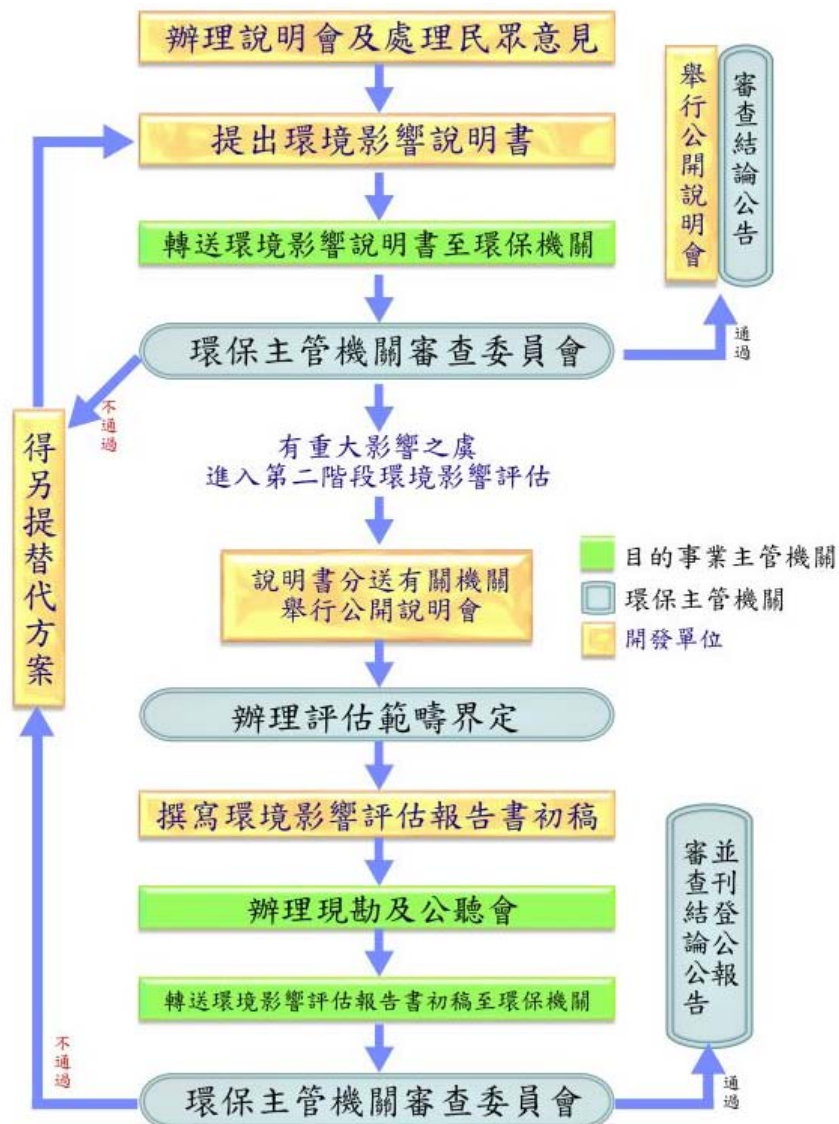 辦理說明會及處理民眾意見
提出環境影響說明書
轉送環境影響說明書至環保機關
環保主管機關審查委員會
通過
舉行公開說明會
審查結論公告
不通過
得另提替代方案
有重大影響之虞
進入第二階段環境影響評估
說明書分送有關機關
舉行公開說明會
目的事業主管機關
環保主管機關
開發單位
辦理評估範疇界定
撰寫環境影響評估報告書初稿
辦理現勘及公聽會
轉送環境影響評估報告書初稿至環保機關
環保主管機關審查委員會
不通過
通過
並刊登公報
審查結論公告